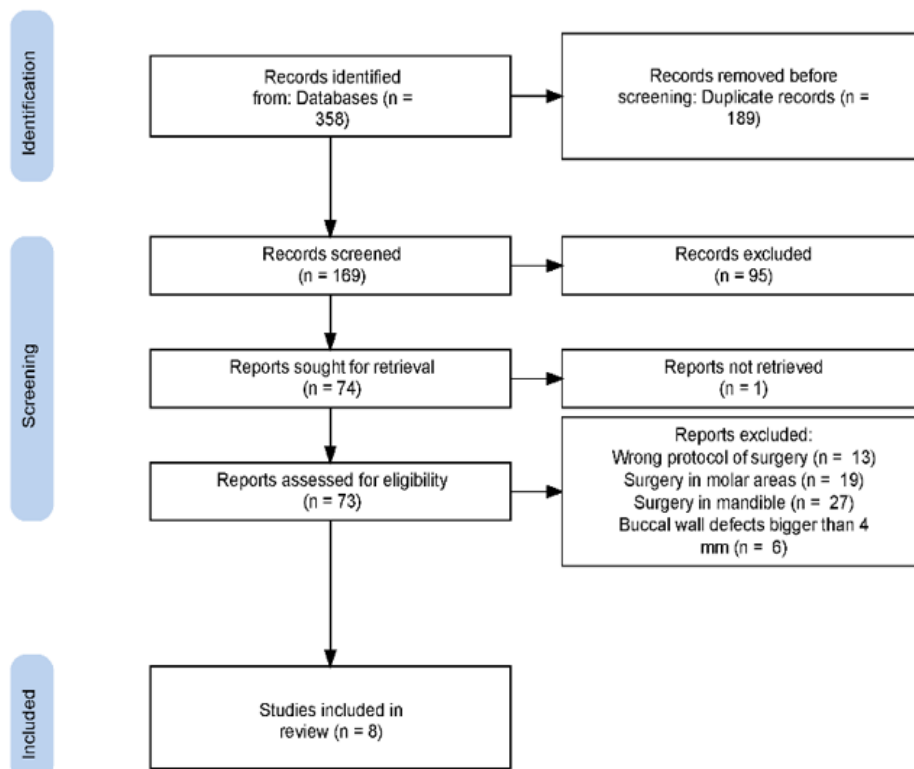 Identification
Records identified
from: Databases (n =
358)
Records removed before
screening: Duplicate records (n =
189)
Screening
Records screened
(n = 169)
Records excluded
(n = 95)
Reports sought for retrieval
(n = 74)
Reports not retrieved
(n = 1)
Reports assessed for eligibility
(n = 73)
Reports excluded:
Wrong protocol of surgery (n = 13)
Surgery in molar areas (n = 19)
Surgery in mandible (n = 27)
Buccal wall defects bigger than 4
mm (n = 6)
Included
Studies included in
review (n = 8)